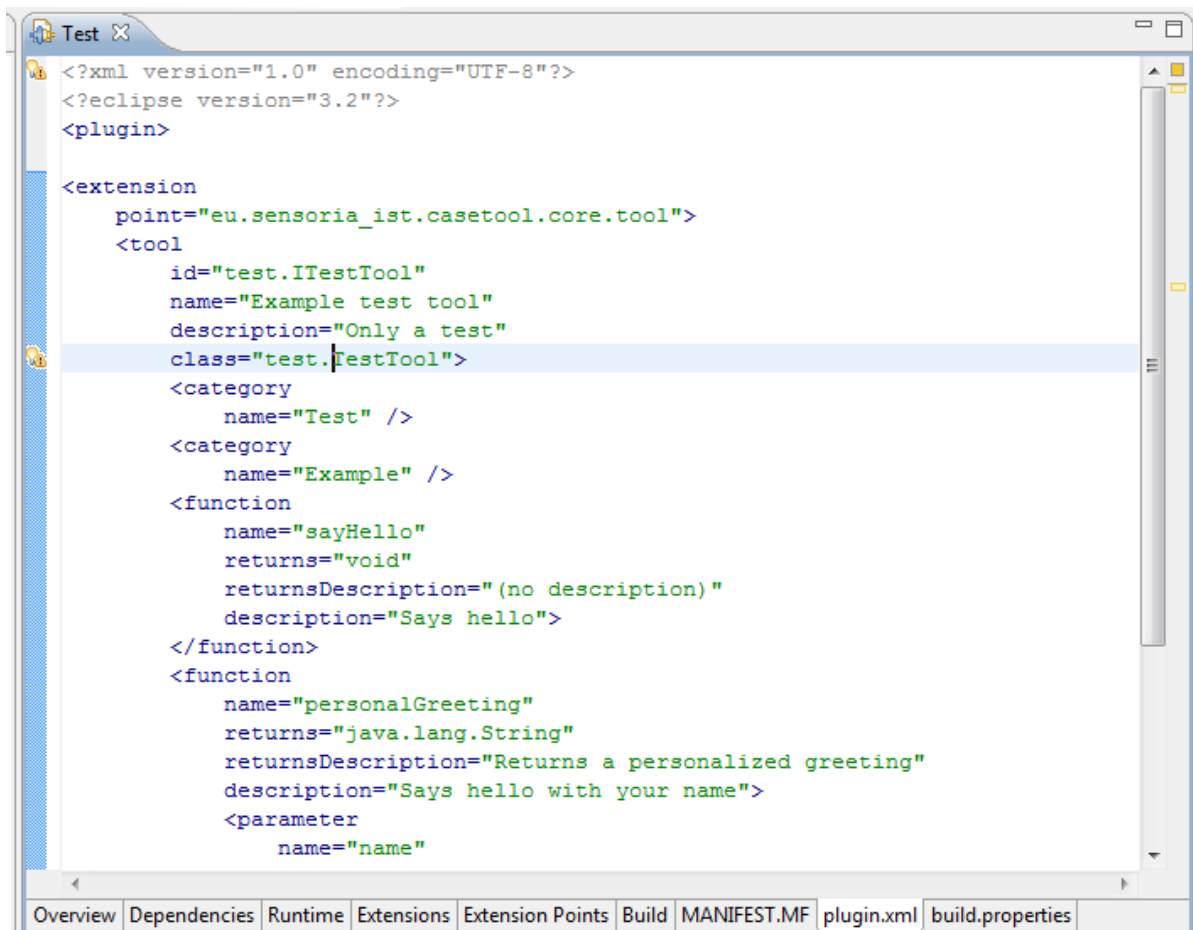 Test
<?xml version="1.0" encoding="UTF-8"?>
<?eclipse version="3.2"?>
<plugin>
<extension
point="eu.sensoria_ist.casetool.core.tool">
<tool
id="test.ITestTool"
name="Example test tool"
description="Only a test"
class="test.TestTool">
<category
name="Test" />
<category
name="Example" />
<function
name="sayHello"
returns="void"
returnsDescription="(no description)"
description="Says hello">
</function>
<function
name="personalGreeting"
returns="java.lang.String"
returnsDescription="Returns a personalized greeting"
description="Says hello with your name">
<parameter
name="name"
Overview Dependencies Runtime Extensions Extension Points Build MANIFEST.MF plugin.xml build.properties